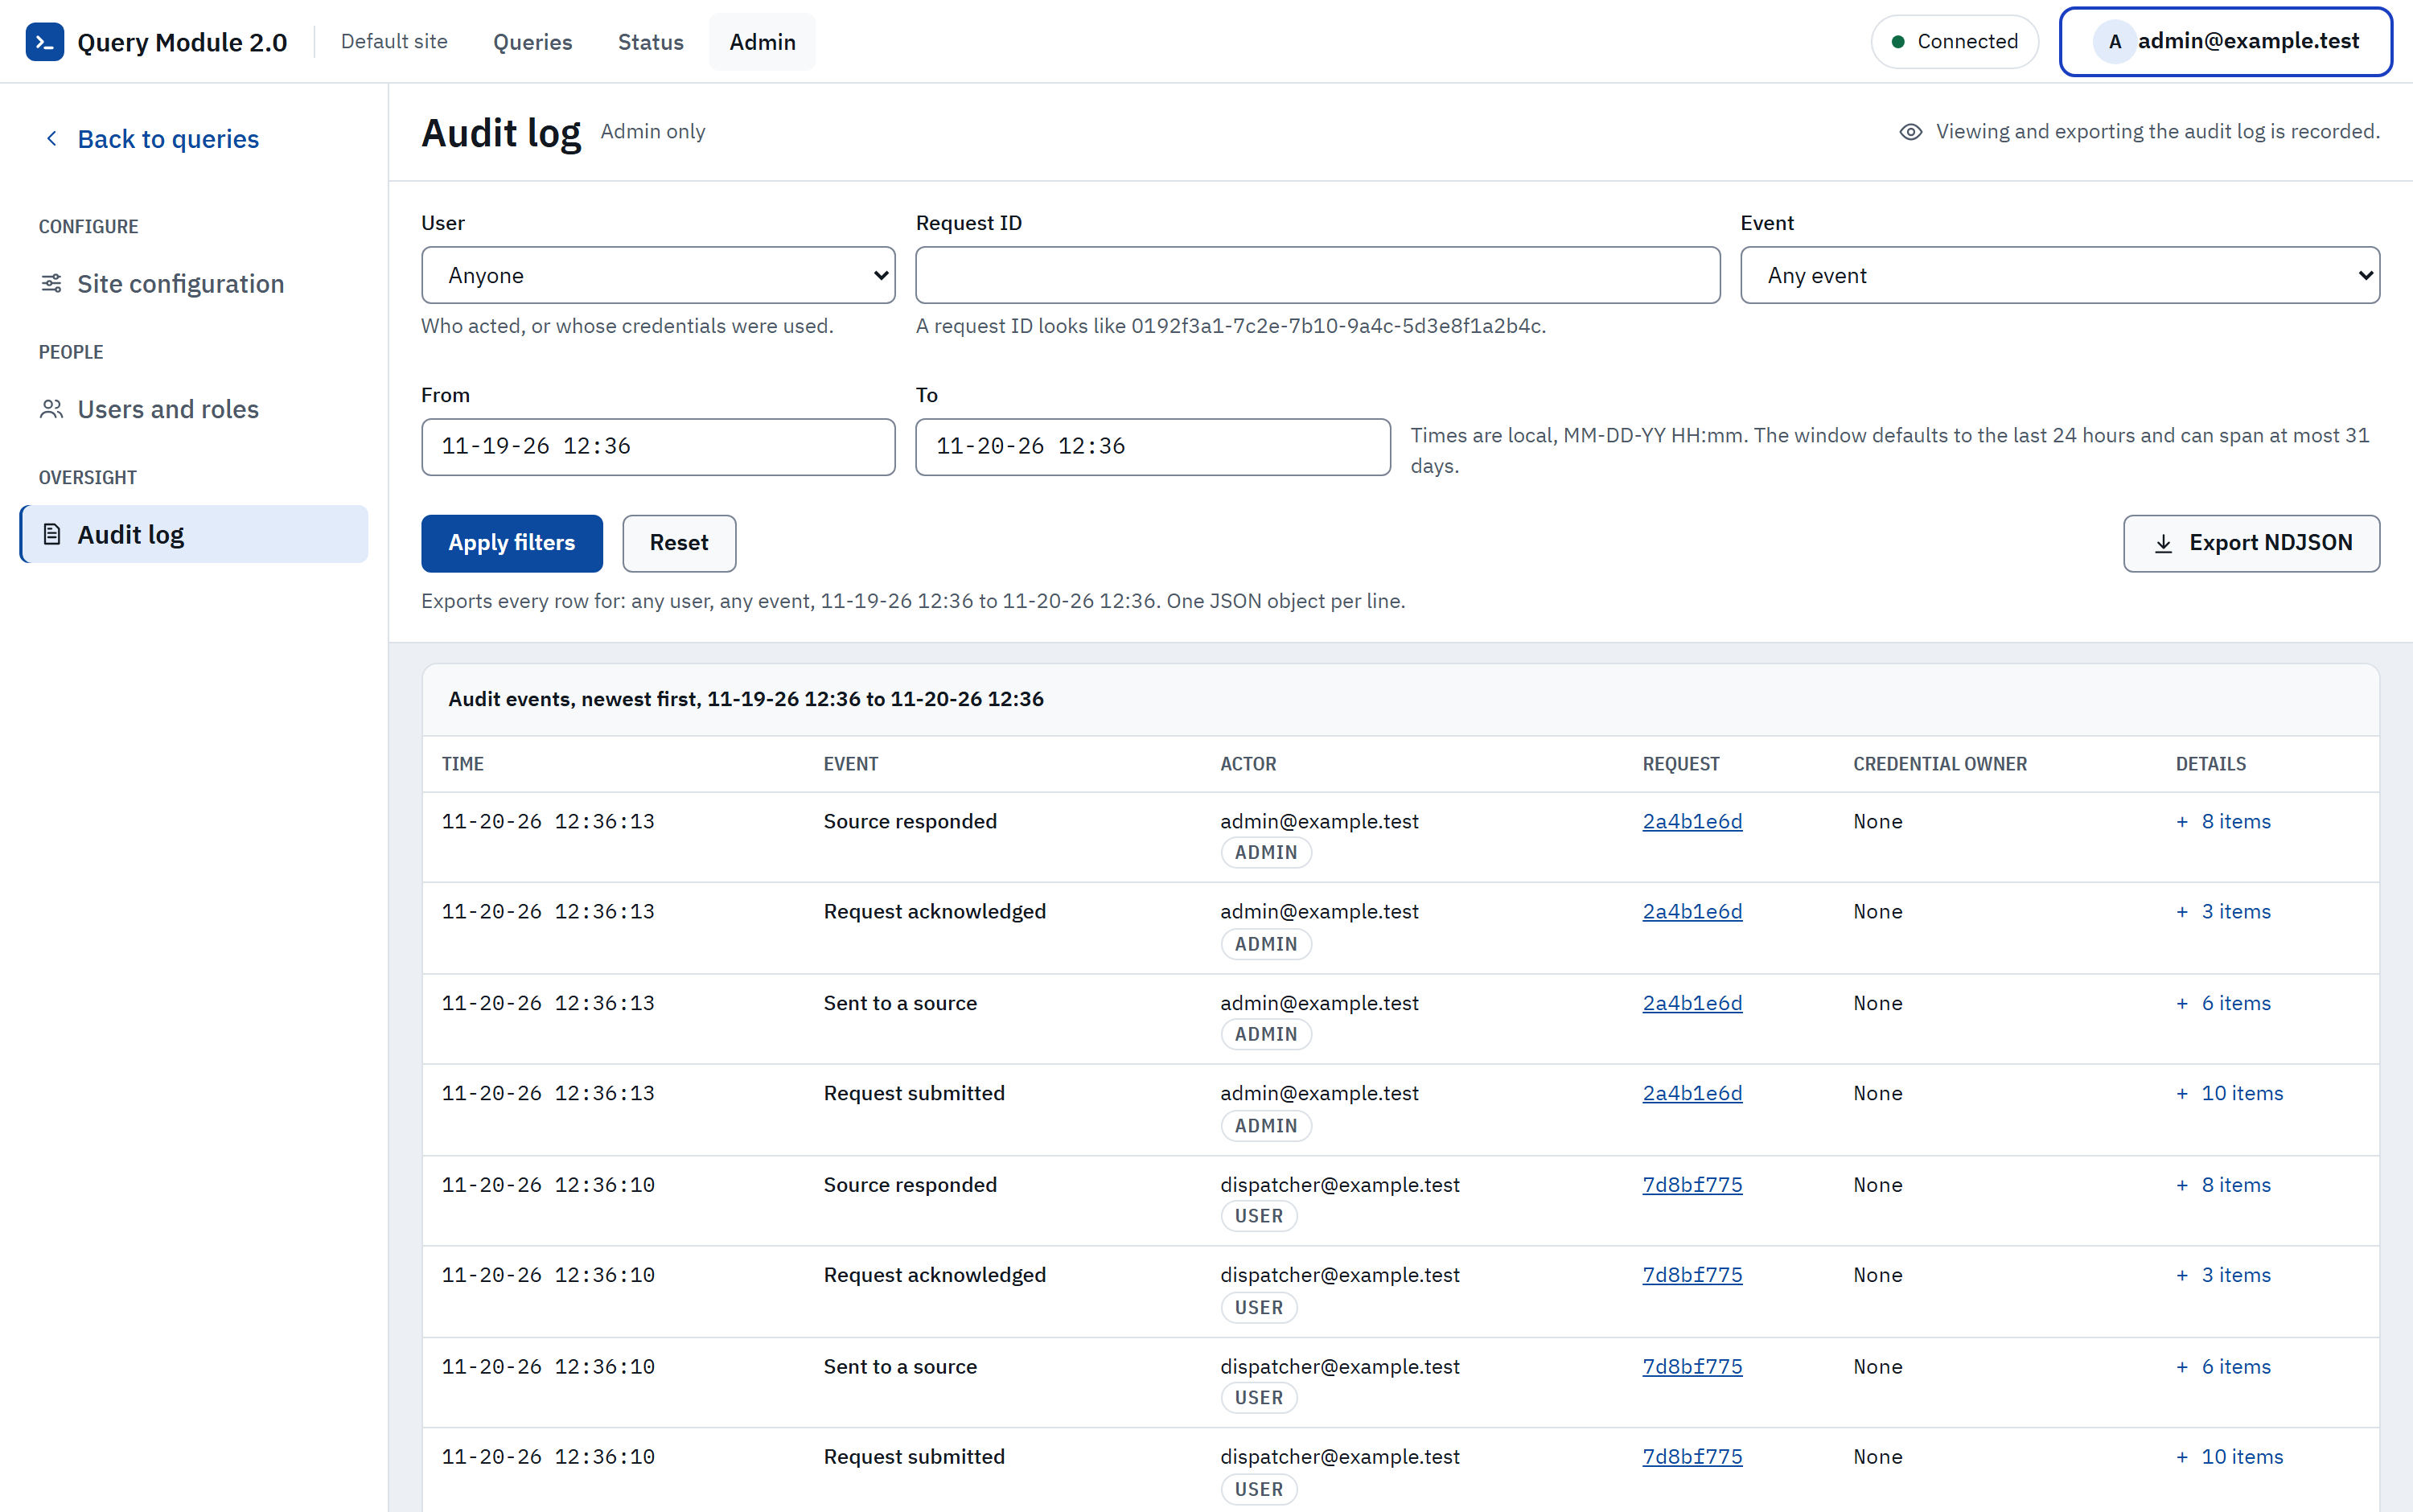 Query Module 2.0
Default site
Queries
Status
Admin
Connected
A
admin@example.test
Back to queries
CONFIGURE
Site configuration
PEOPLE
Users and roles
OVERSIGHT
Audit log
Audit log
Admin only
Viewing and exporting the audit log is recorded.
User
Request ID
Event
Anyone
Any event
Who acted, or whose credentials were used.
A request ID looks like 0192f3a1-7c2e-7b10-9a4c-5d3e8f1a2b4c.
From
To
11-19-26 12:36
11-20-26 12:36
Times are local, MM-DD-YY HH:mm. The window defaults to the last 24 hours and can span at most 31
days.
Apply filters
Reset
Export NDJSON
Exports every row for: any user, any event, 11-19-26 12:36 to 11-20-26 12:36. One JSON object per line.
Audit events, newest first, 11-19-26 12:36 to 11-20-26 12:36
TIME EVENT ACTOR REQUEST CREDENTIAL OWNER DETAILS
11-20-26 12:36:13 Source responded admin@example.test 2a4b1e6d None + 8 items
ADMIN
11-20-26 12:36:13 Request acknowledged admin@example.test 2a4b1e6d None + 3 items
ADMIN
11-20-26 12:36:13 Sent to a source admin@example.test 2a4b1e6d None + 6 items
ADMIN
11-20-26 12:36:13 Request submitted admin@example.test 2a4b1e6d None + 10 items
ADMIN
11-20-26 12:36:10 Source responded dispatcher@example.test 7d8bf775 None + 8 items
USER
11-20-26 12:36:10 Request acknowledged dispatcher@example.test 7d8bf775 None + 3 items
USER
11-20-26 12:36:10 Sent to a source dispatcher@example.test 7d8bf775 None + 6 items
USER
11-20-26 12:36:10 Request submitted dispatcher@example.test 7d8bf775 None + 10 items
USER